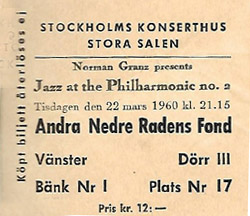 STOCKHOLMS KONSERTHUS
STORA SALEN
Norman Granz presents
Jazz at the Philharmonic no. 2
Tisdagen den 22 mars 1960 kl. 21.15
Andra Nedre Radens Fond
Vänster Dörr III
Bänk Nr 1 Plats Nr 17
Pris kr. 12:—
Köpt biljett återlöses ej